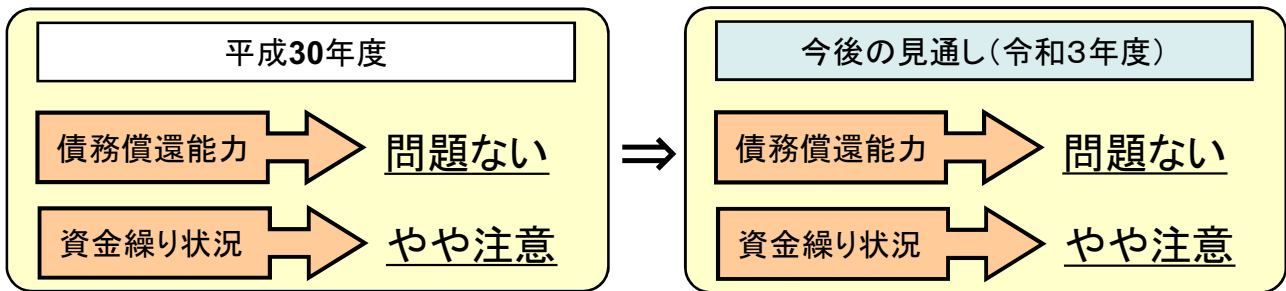 平成30年度
債務償還能力 問題ない
資金繰り状況 やや注意
⇒
今後の見通し(令和3年度)
債務償還能力 問題ない
資金繰り状況 やや注意